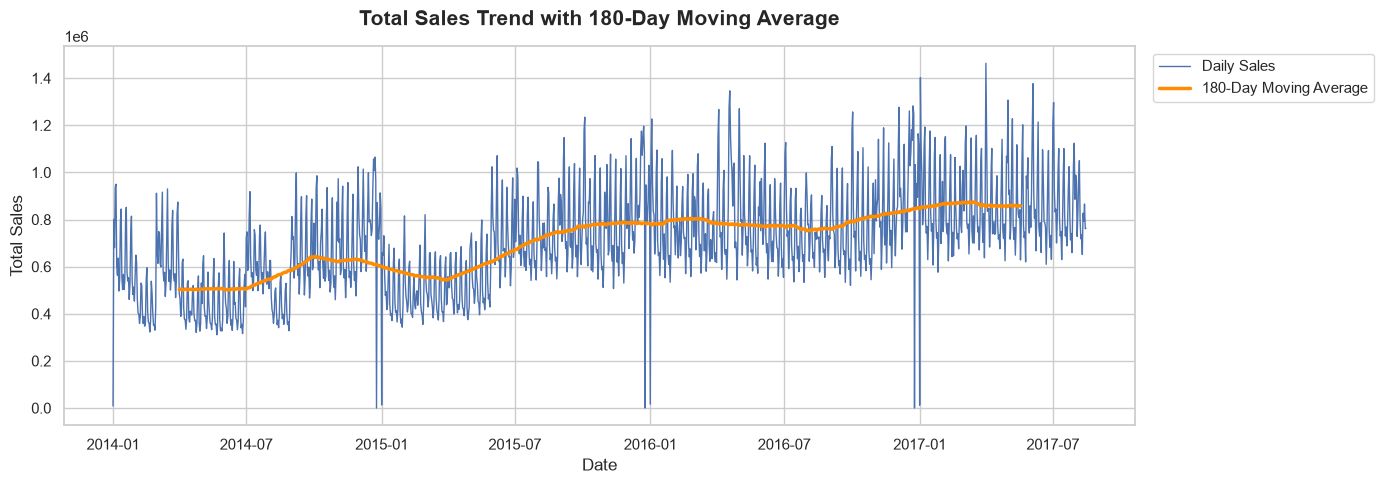 Total Sales Trend with 180-Day Moving Average
1e6
Daily Sales
180-Day Moving Average
1.4
1.2
1.0
0.8
0.6
0.4
0.2
0.0
Total Sales
2014-01 2014-07 2015-01 2015-07 2016-01 2016-07 2017-01 2017-07
Date